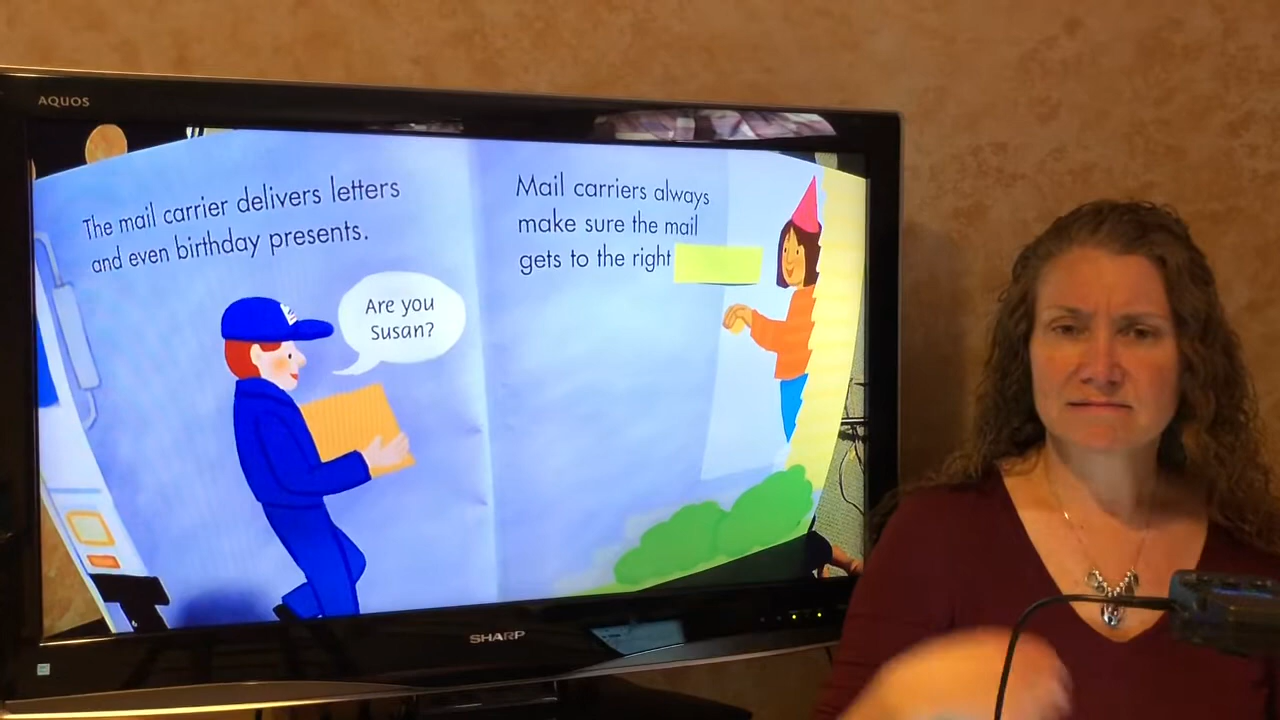 AQUOS
The mail carrier delivers letters
and even birthday presents.
Are you
Susan?
Mail carriers always
make sure the mail
gets to the right
SHARP